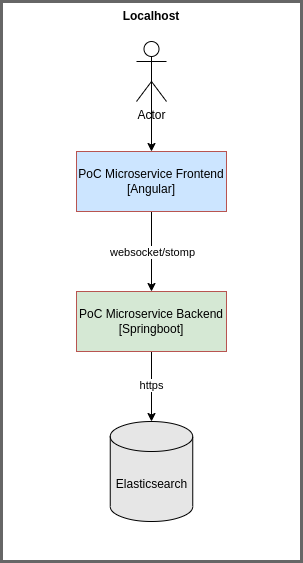 Localhost
Actor
PoC Microservice Frontend
[Angular]
websocket/stomp
PoC Microservice Backend
[Springboot]
https
Elasticsearch